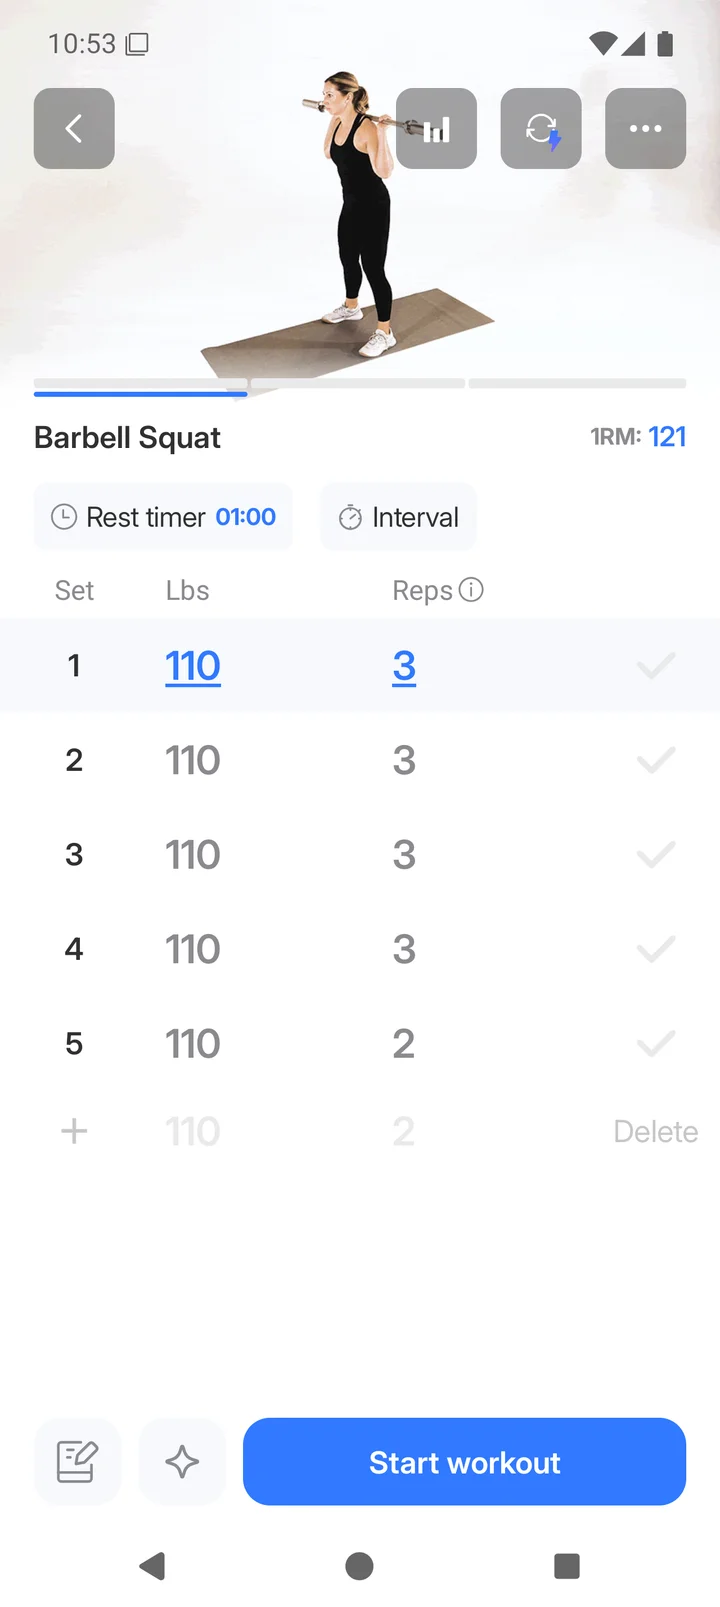 10:53
Barbell Squat 1RM: 121
Rest timer 01:00 Interval
Set Lbs Reps
1 110 3
2 110 3
3 110 3
4 110 3
5 110 2
+ 110 2 Delete
Start workout